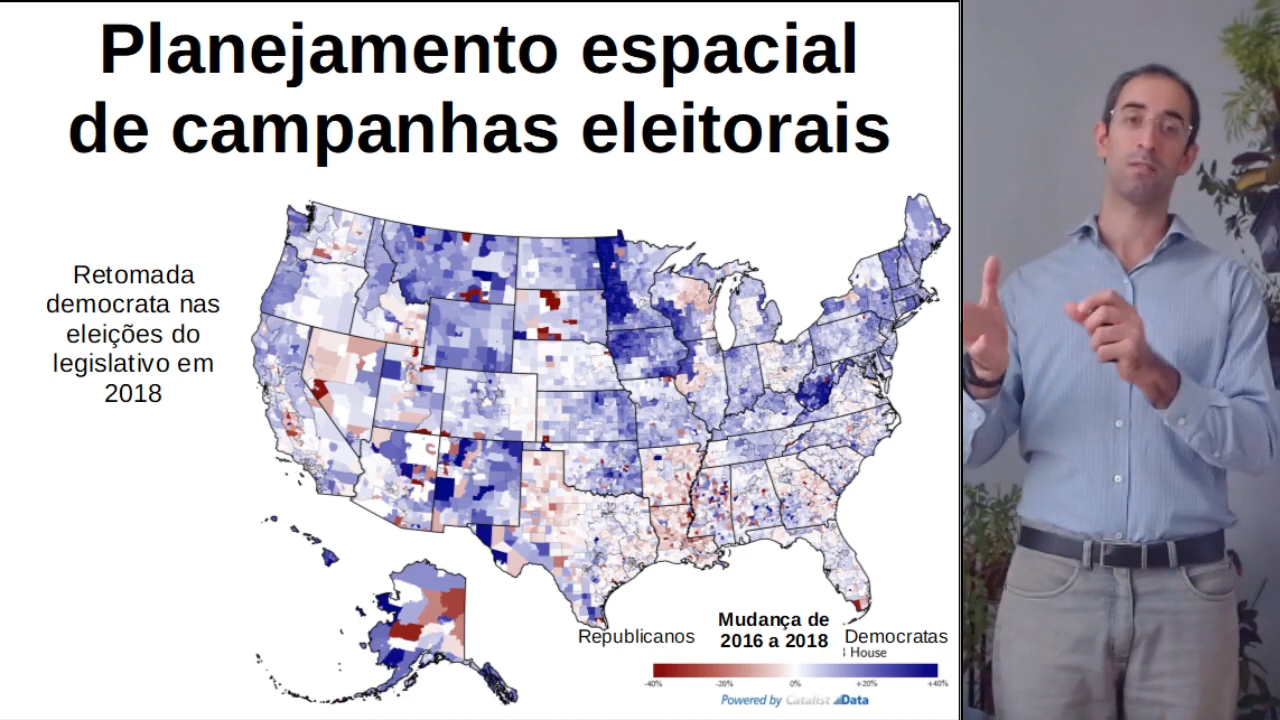 Planejamento espacial
de campanhas eleitorais
Retomada
democrata nas
eleições do
legislativo em
2018
Mudança de
Republicanos 2016 a 2018 Democratas
House
-40% -20% 0% +20% +40%
Powered by Catalist Data